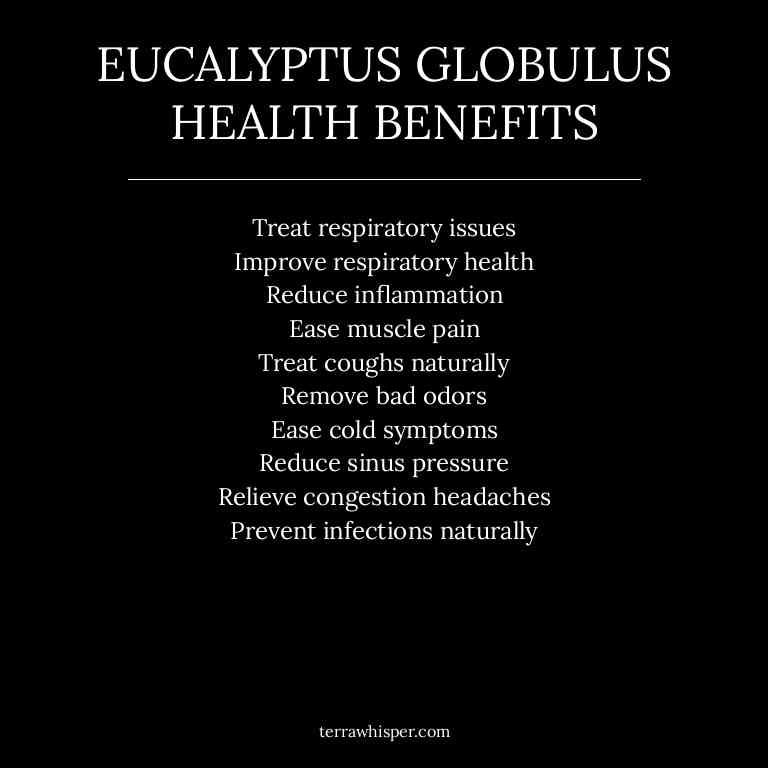 EUCALYPTUS GLOBULUS
HEALTH BENEFITS
Treat respiratory issues
Improve respiratory health
Reduce inflammation
Ease muscle pain
Treat coughs naturally
Remove bad odors
Ease cold symptoms
Reduce sinus pressure
Relieve congestion headaches
Prevent infections naturally
terrawhisper.com